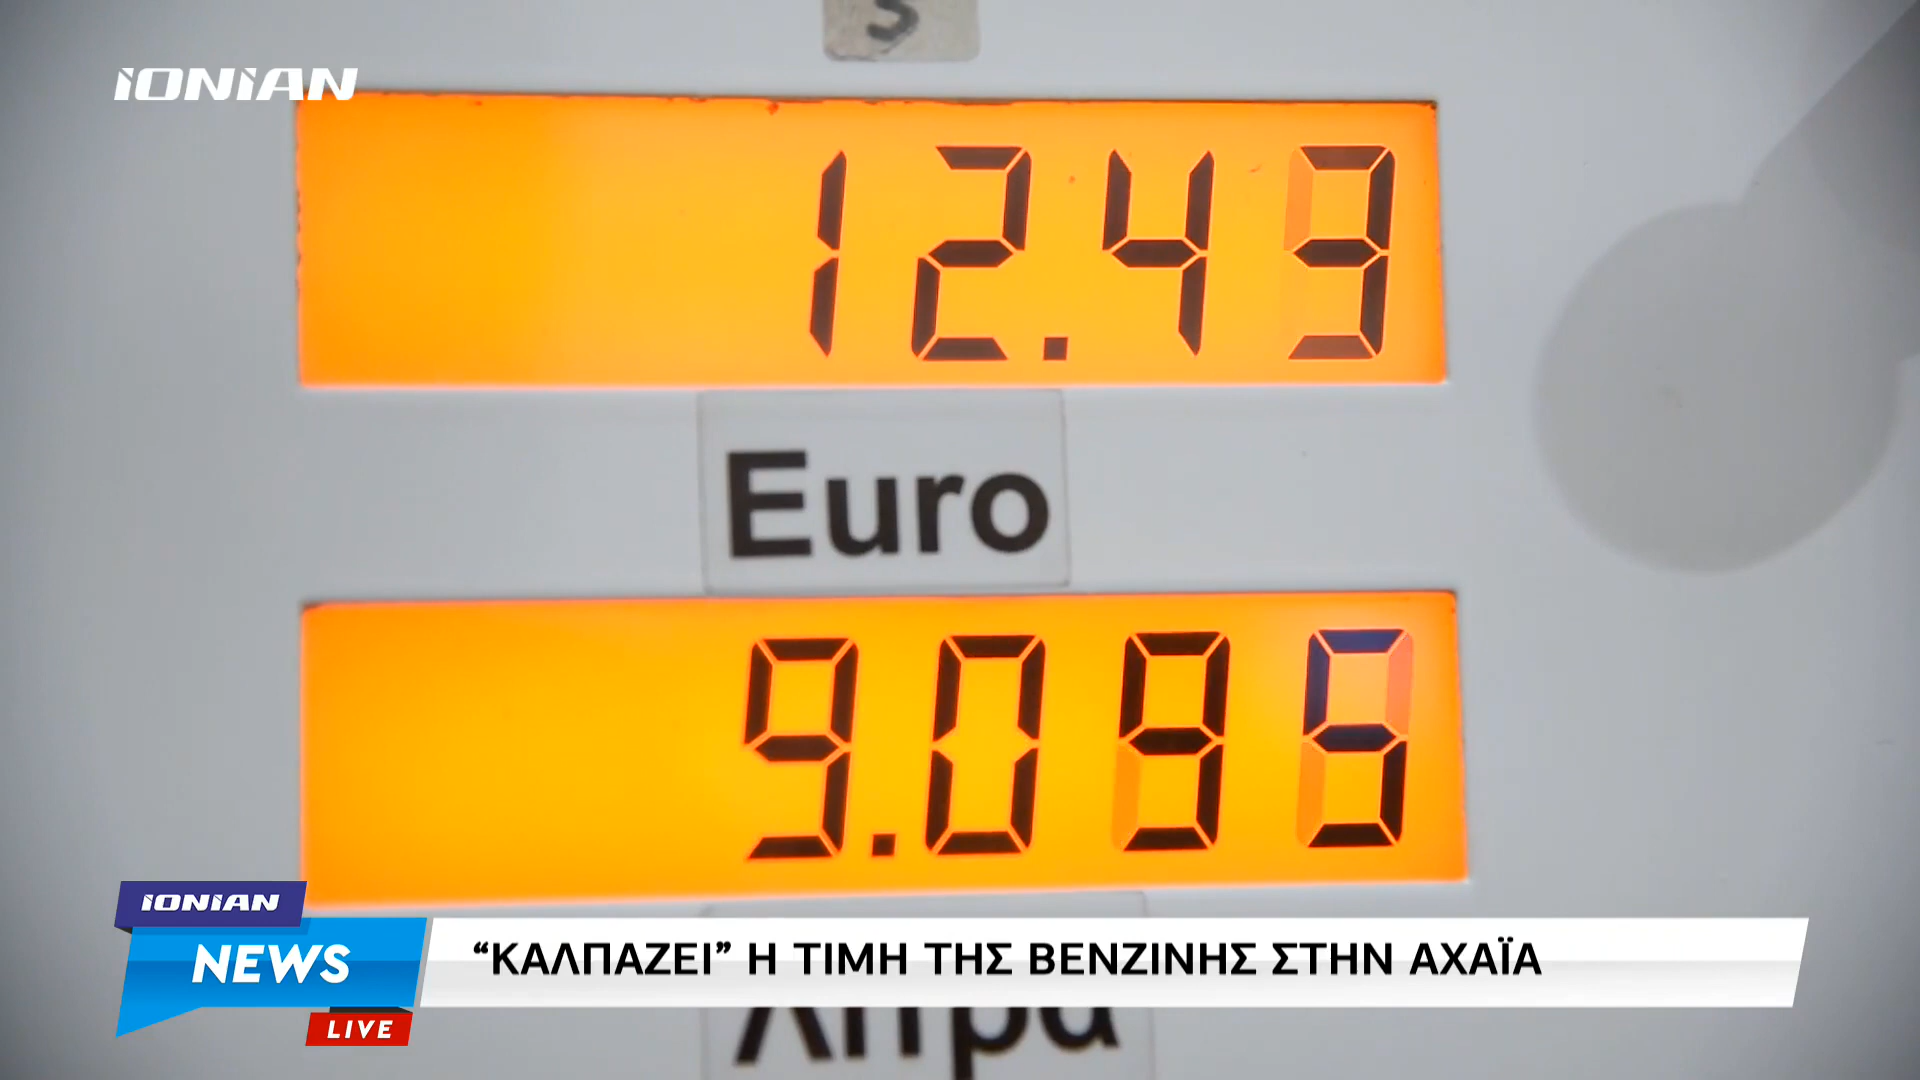 S
IONIAN
12.49
Euro
9.095
IONIAN
NEWS
“ΚΑΛΠΑΖΕΙ” Η ΤΙΜΗ ΤΗΣ ΒΕΝΖΙΝΗΣ ΣΤΗΝ ΑΧΑΪΑ
LIVE
Λίτρα